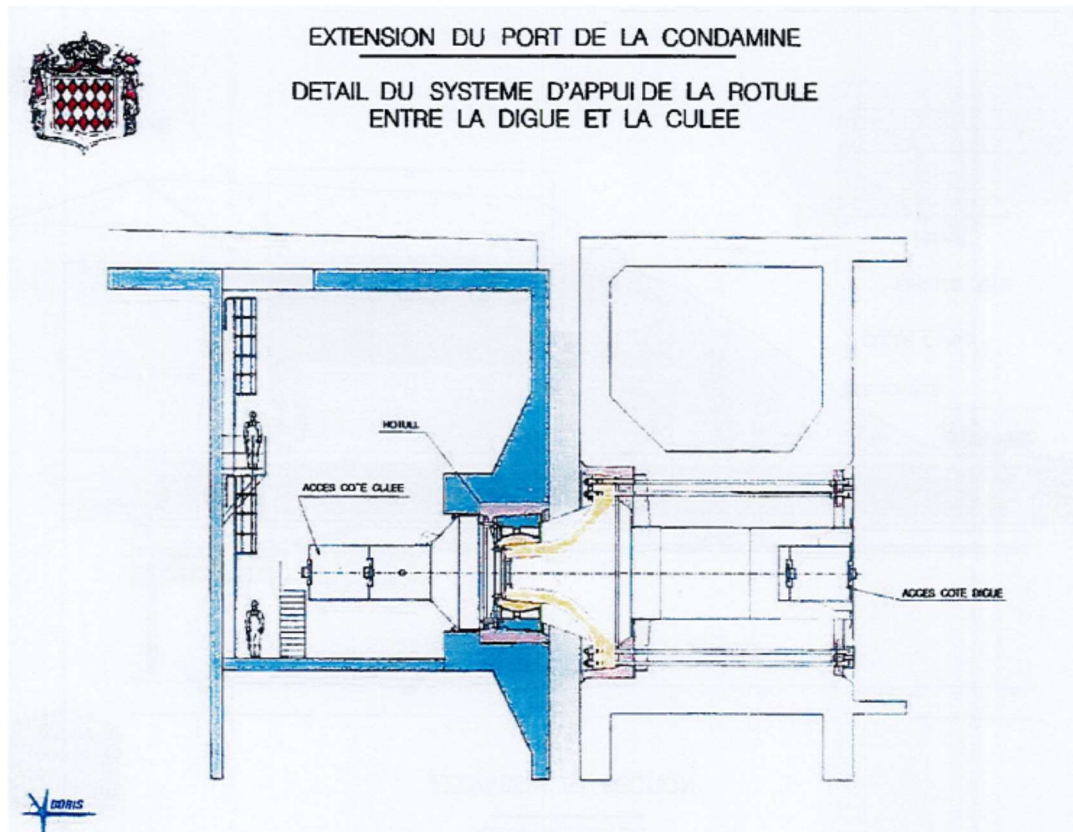 EXTENSION DU PORT DE LA CONDAMINE
DETAIL DU SYSTEME D'APPUI DE LA ROTULE
ENTRE LA DIGUE ET LA CULEE
ACCES COTE CULEE
ACCES COTE DIGUE
DORIS